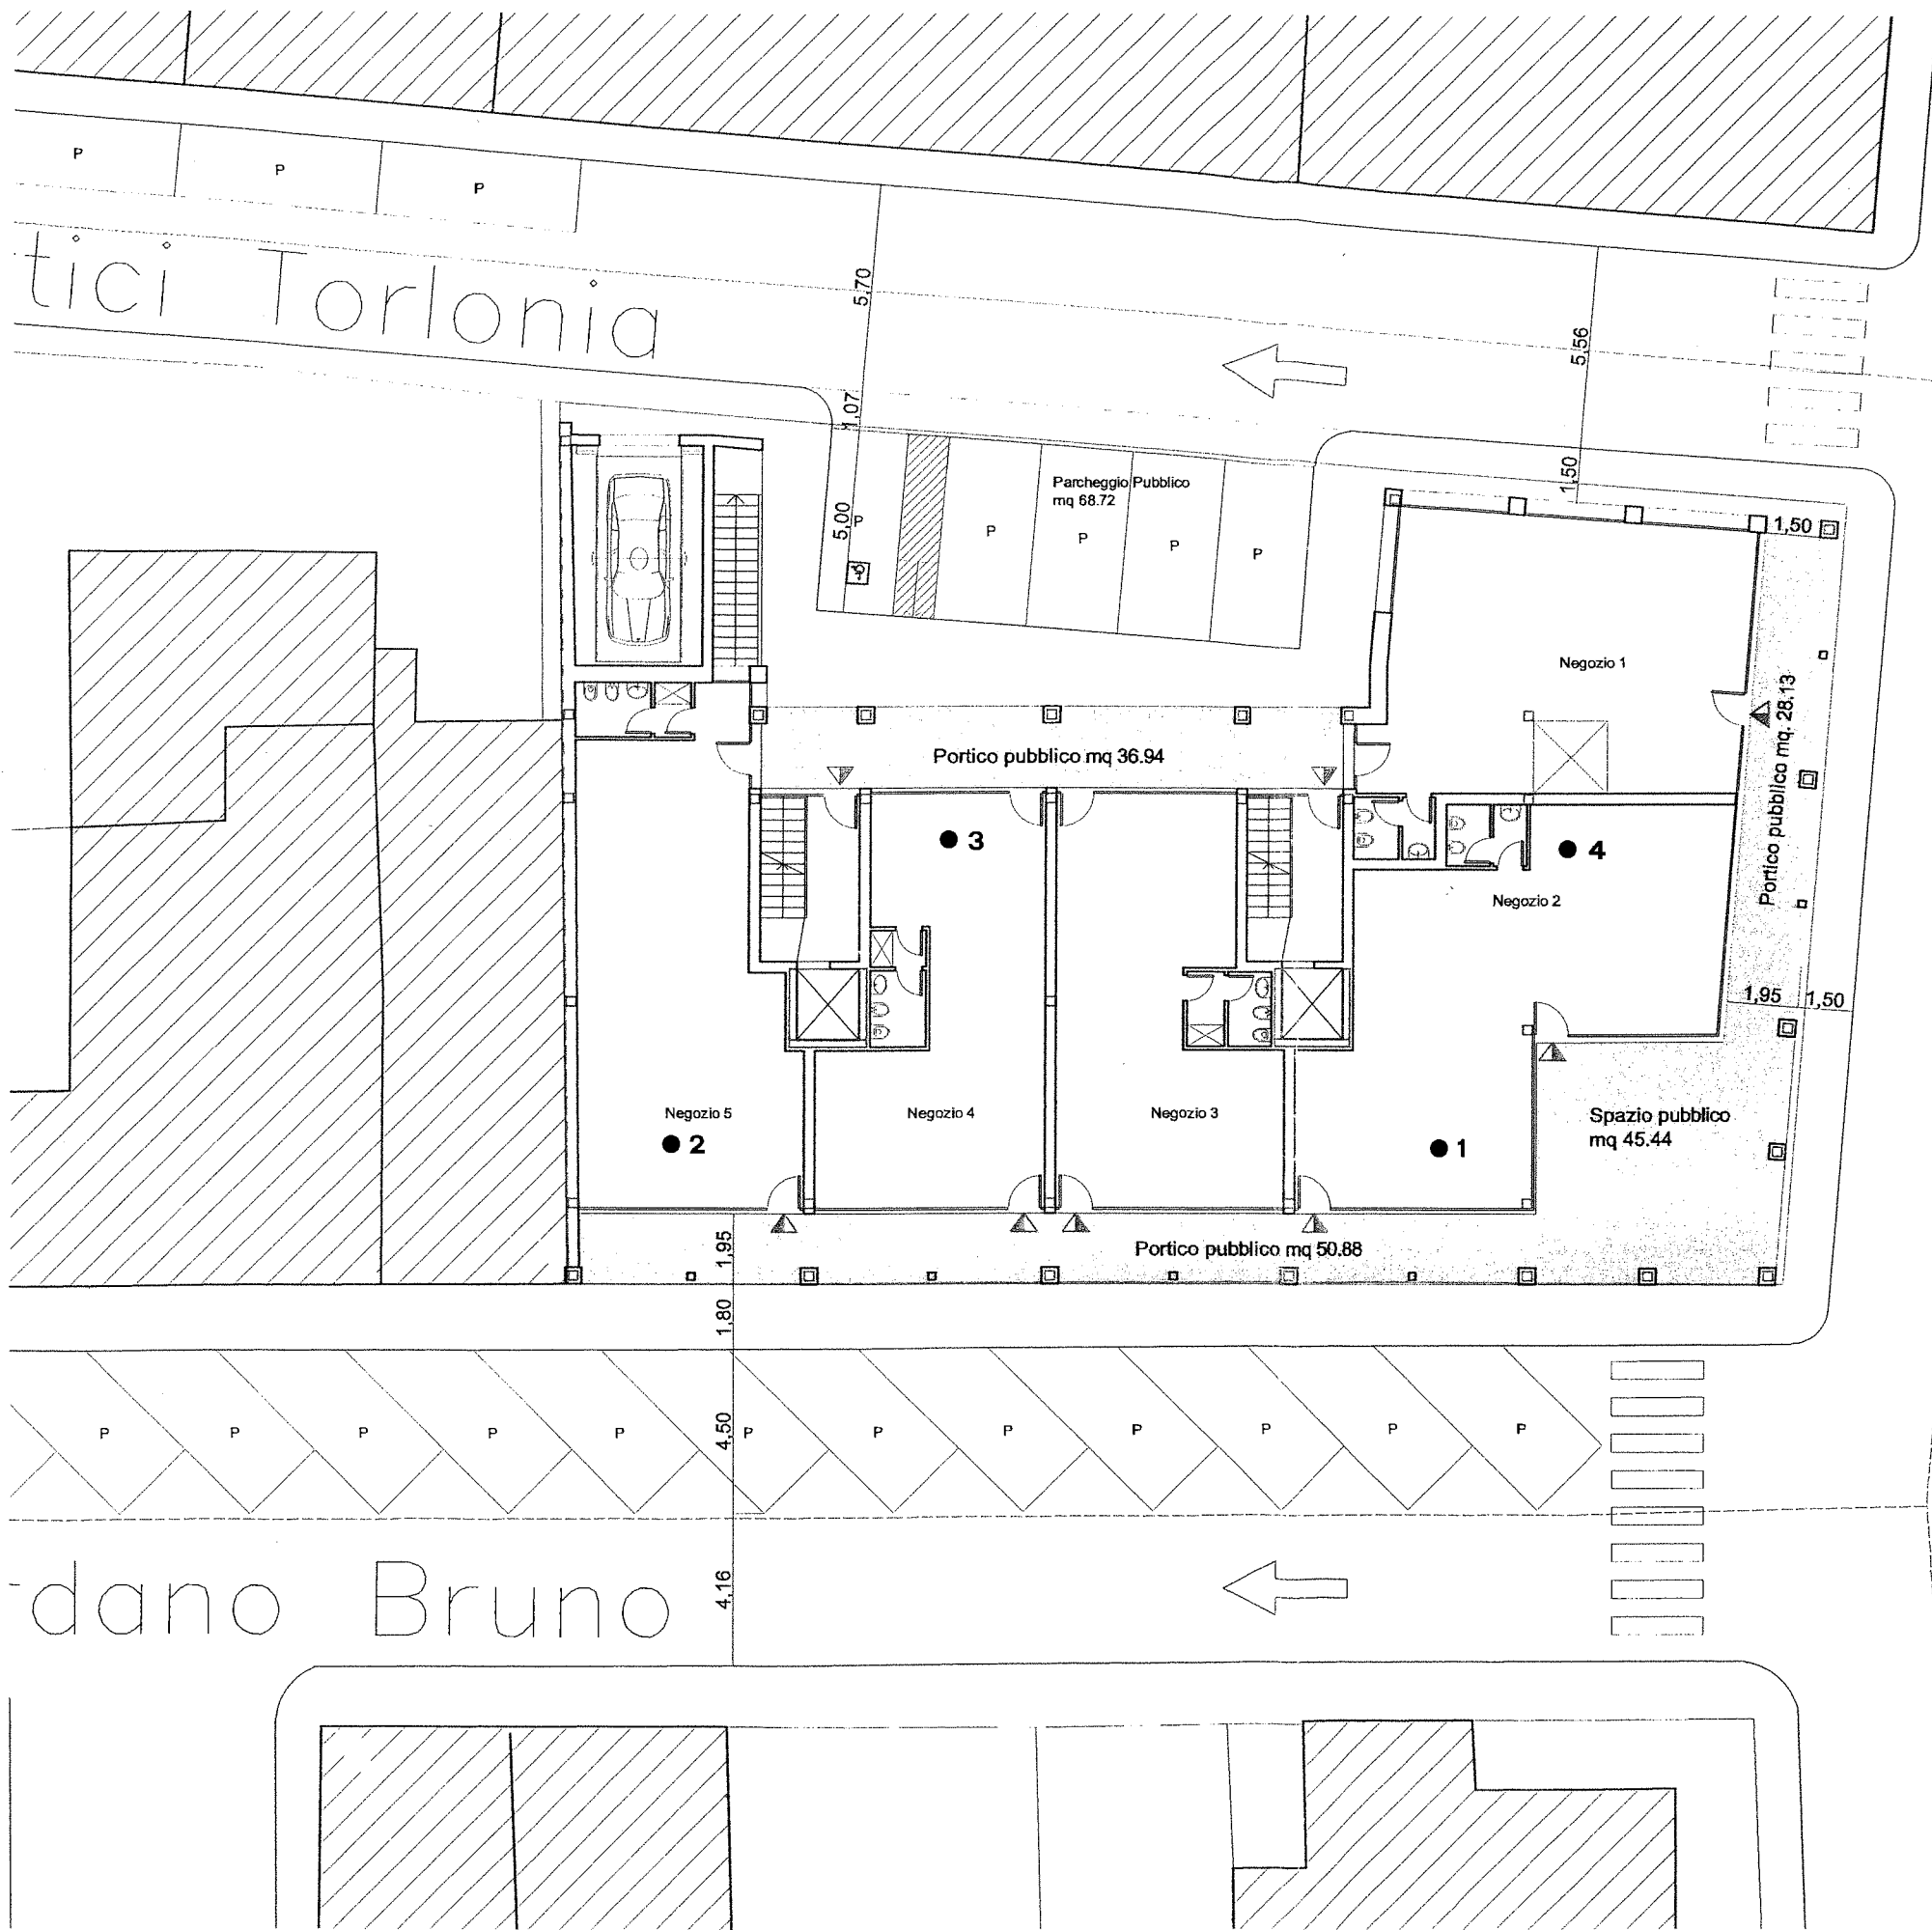 P
P
P
tici Torlonia
5,70
5,56
1,07
1,50
Parcheggio Pubblico
mq 68.72
5,00
P
P
P
P
P
1,50
Negozio 1
Portico pubblico mq. 28.13
Portico pubblico mq 36.94
3
4
Negozio 2
1,95
1,50
Negozio 5
Negozio 4
Negozio 3
Spazio pubblico
mq 45.44
2
1
Portico pubblico mq 50.88
1,95
1,80
4,50
P
P
P
P
P
P
P
P
P
P
P
P
4,16
rdano Bruno